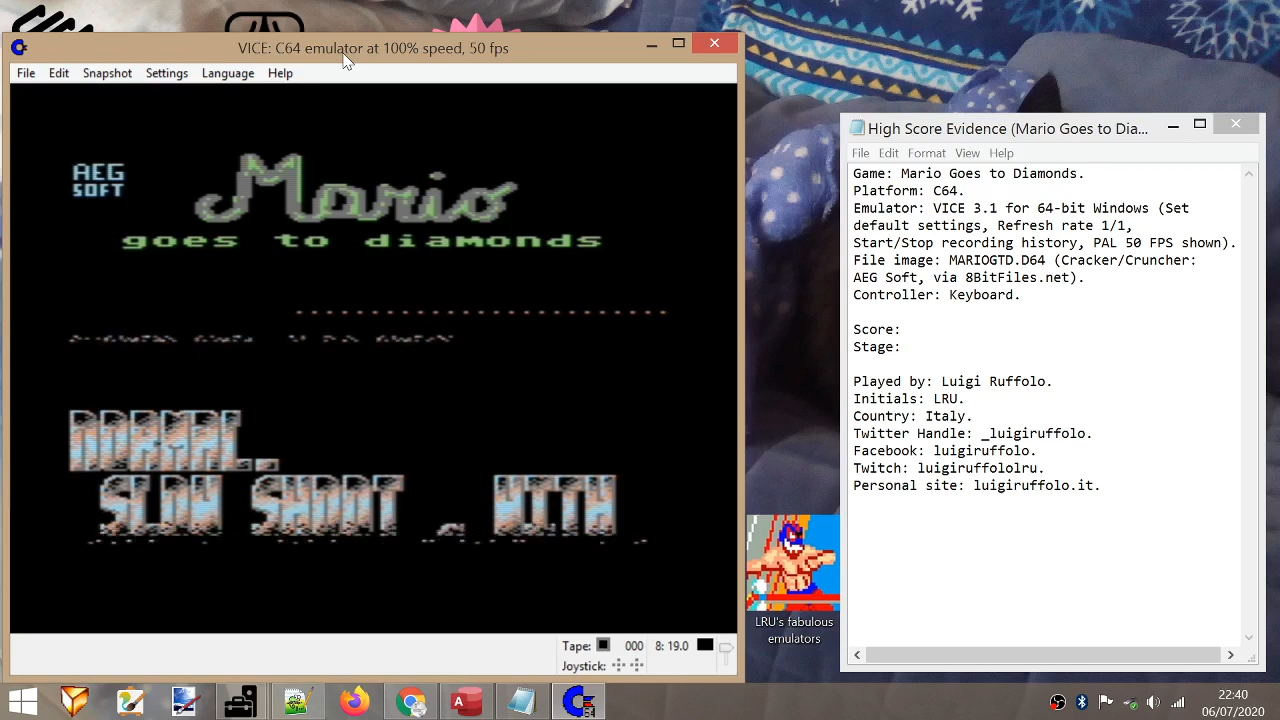 VICE: C64 emulator at 100% speed, 50 fps
File Edit Snapshot Settings Language Help
AEG
SOFT
Mario
goes to diamonds
NORMAL
SLOW SHOOT , WITH
Tape: 000 8: 19.0
Joystick:
High Score Evidence (Mario Goes to Dia...
File Edit Format View Help
Game: Mario Goes to Diamonds.
Platform: C64.
Emulator: VICE 3.1 for 64-bit Windows (Set
default settings, Refresh rate 1/1,
Start/Stop recording history, PAL 50 FPS shown).
File image: MARIOGTD.D64 (Cracker/Cruncher:
AEG Soft, via 8BitFiles.net).
Controller: Keyboard.
Score:
Stage:
Played by: Luigi Ruffolo.
Initials: LRU.
Country: Italy.
Twitter Handle: _luigiruffolo.
Facebook: luigiruffolo.
Twitch: luigiruffololru.
Personal site: luigiruffolo.it.
LRU's fabulous
emulators
22:40
06/07/2020